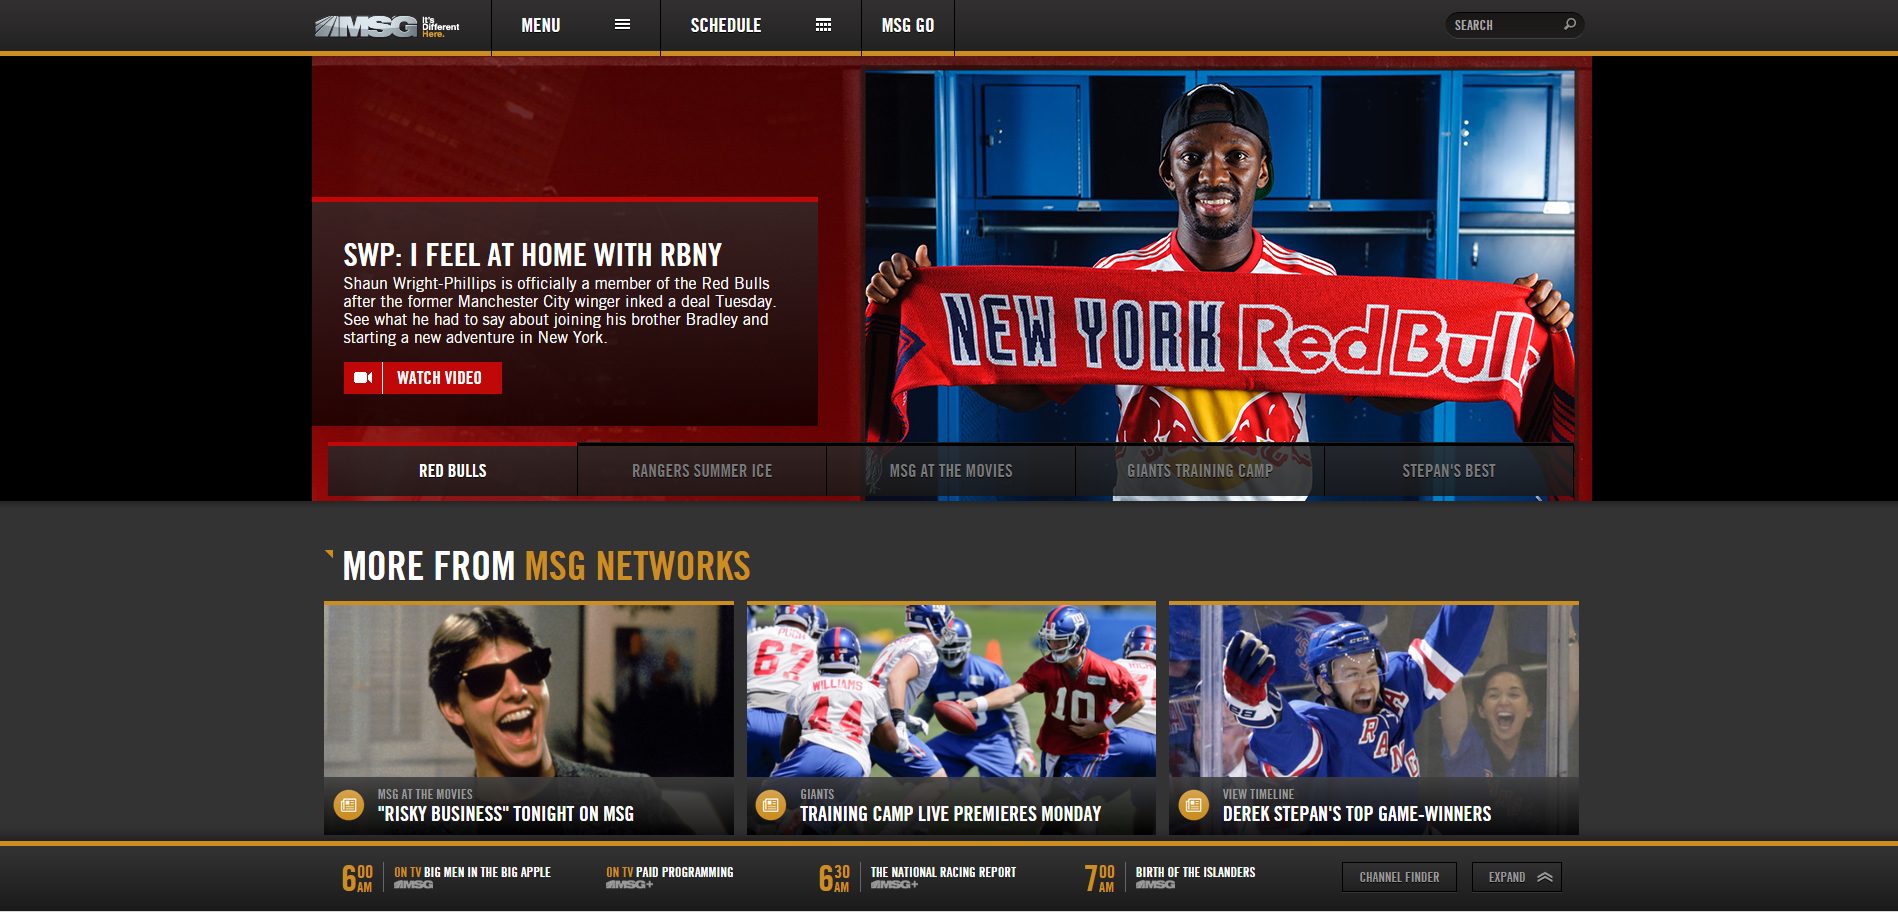 MSG It's Different Here.
MENU
SCHEDULE
MSG GO
SEARCH
SWP: I FEEL AT HOME WITH RBNY
Shaun Wright-Phillips is officially a member of the Red Bulls
after the former Manchester City winger inked a deal Tuesday.
See what he had to say about joining his brother Bradley and
starting a new adventure in New York.
WATCH VIDEO
NEW YORK Red Bull
RED BULLS
RANGERS SUMMER ICE
MSG AT THE MOVIES
GIANTS TRAINING CAMP
STEPAN'S BEST
MORE FROM MSG NETWORKS
PUGH
67
WILLIAMS
44
10
MSG AT THE MOVIES
"RISKY BUSINESS" TONIGHT ON MSG
GIANTS
TRAINING CAMP LIVE PREMIERES MONDAY
VIEW TIMELINE
DEREK STEPAN'S TOP GAME-WINNERS
6 00 AM
ON TV BIG MEN IN THE BIG APPLE
MSG
ON TV PAID PROGRAMMING
MSG+
6 30 AM
THE NATIONAL RACING REPORT
MSG+
7 00 AM
BIRTH OF THE ISLANDERS
MSG
CHANNEL FINDER
EXPAND